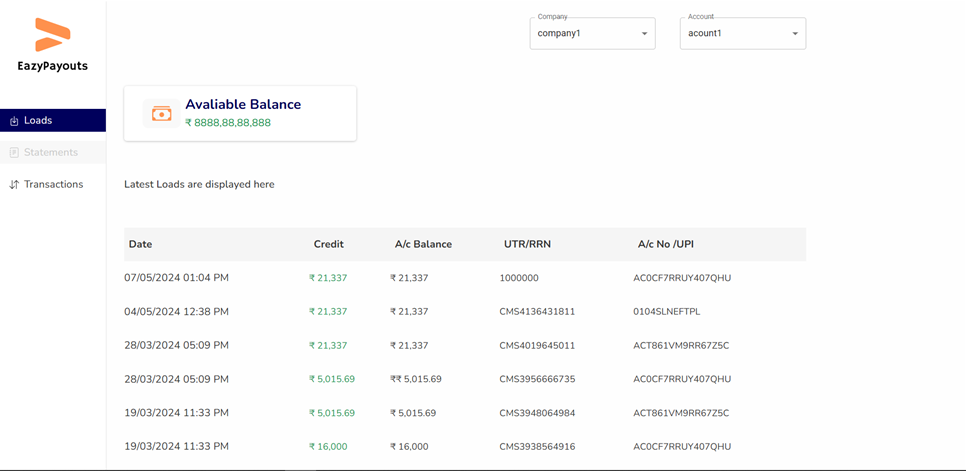 Company
Account
company1
acount1
EazyPayouts
Avaliable Balance
₹ 8888,88,88,888
Loads
Statements
Transactions
Latest Loads are displayed here
Date Credit A/c Balance UTR/RRN A/c No /UPI
07/05/2024 01:04 PM ₹ 21,337 ₹ 21,337 1000000 AC0CF7RRUY407QHU
04/05/2024 12:38 PM ₹ 21,337 ₹ 21,337 CMS4136431811 0104SLNEFTPL
28/03/2024 05:09 PM ₹ 21,337 ₹ 21,337 CMS4019645011 ACT861VM9RR67Z5C
28/03/2024 05:09 PM ₹ 5,015.69 ₹₹ 5,015.69 CMS3956666735 AC0CF7RRUY407QHU
19/03/2024 11:33 PM ₹ 5,015.69 ₹ 5,015.69 CMS3948064984 ACT861VM9RR67Z5C
19/03/2024 11:33 PM ₹ 16,000 ₹ 16,000 CMS3938564916 AC0CF7RRUY407QHU